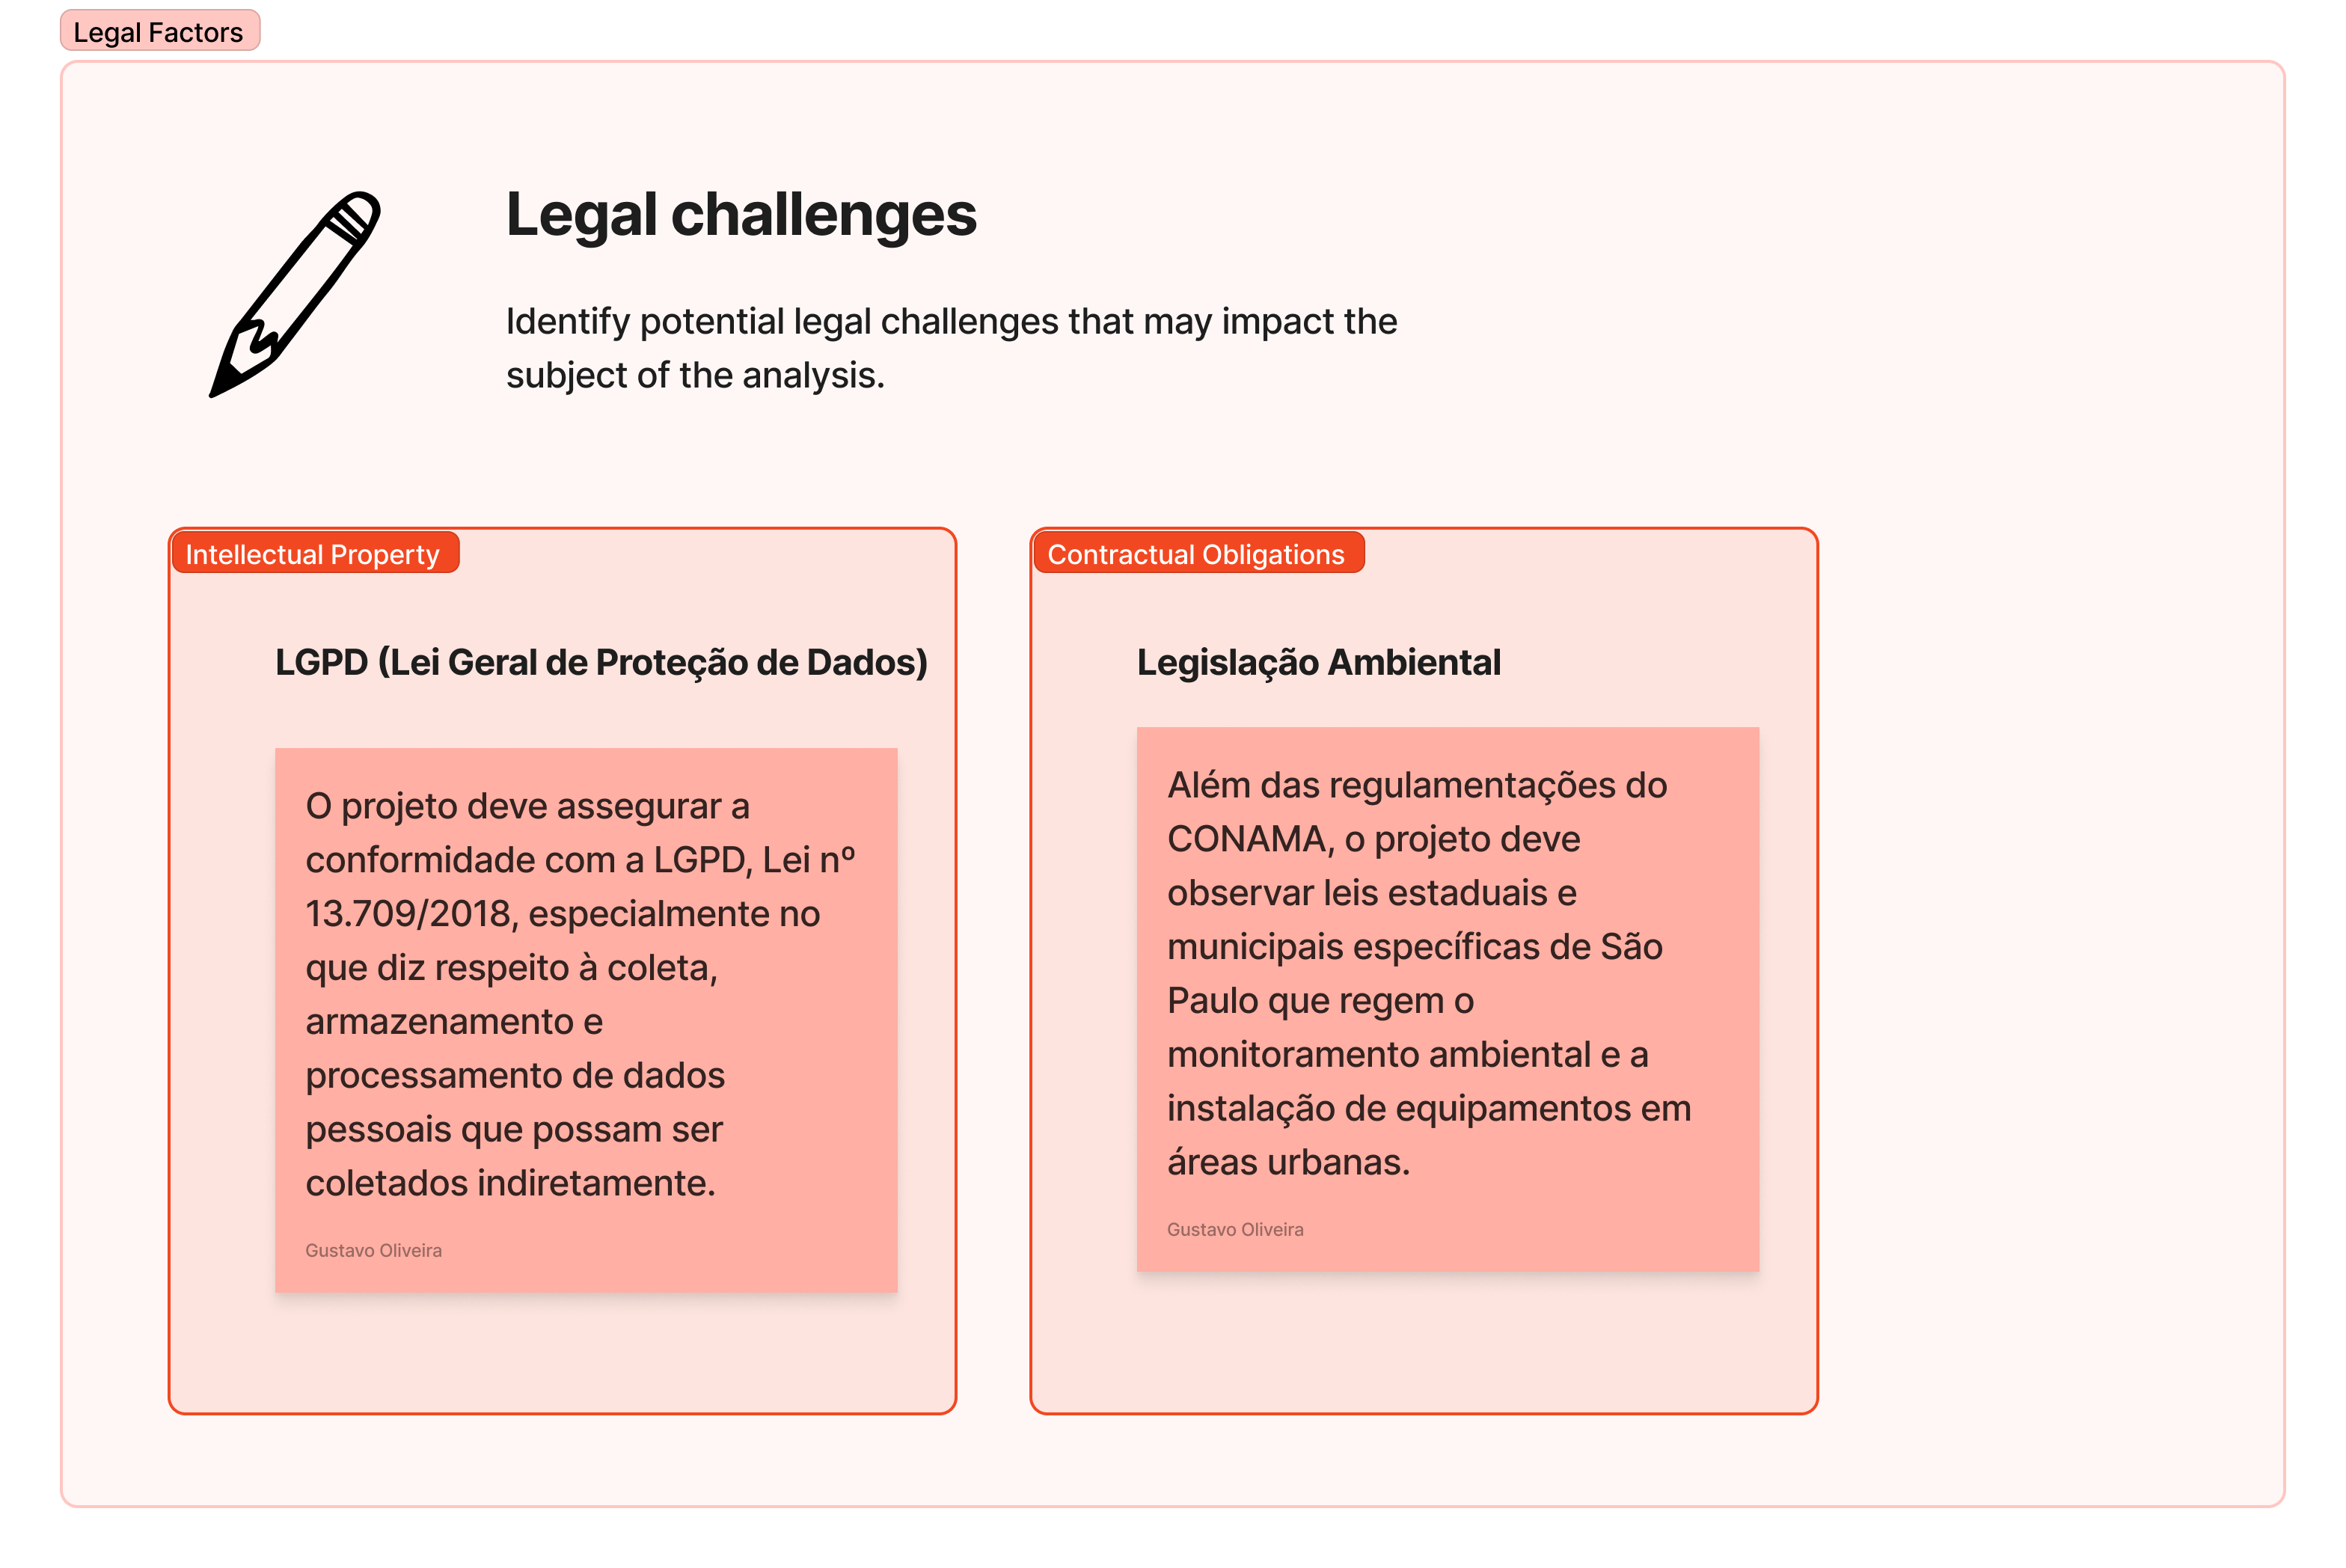 Legal Factors
Legal challenges
Identify potential legal challenges that may impact the
subject of the analysis.
Intellectual Property
LGPD (Lei Geral de Proteção de Dados)
O projeto deve assegurar a
conformidade com a LGPD, Lei nº
13.709/2018, especialmente no
que diz respeito à coleta,
armazenamento e
processamento de dados
pessoais que possam ser
coletados indiretamente.
Gustavo Oliveira
Contractual Obligations
Legislação Ambiental
Além das regulamentações do
CONAMA, o projeto deve
observar leis estaduais e
municipais específicas de São
Paulo que regem o
monitoramento ambiental e a
instalação de equipamentos em
áreas urbanas.
Gustavo Oliveira